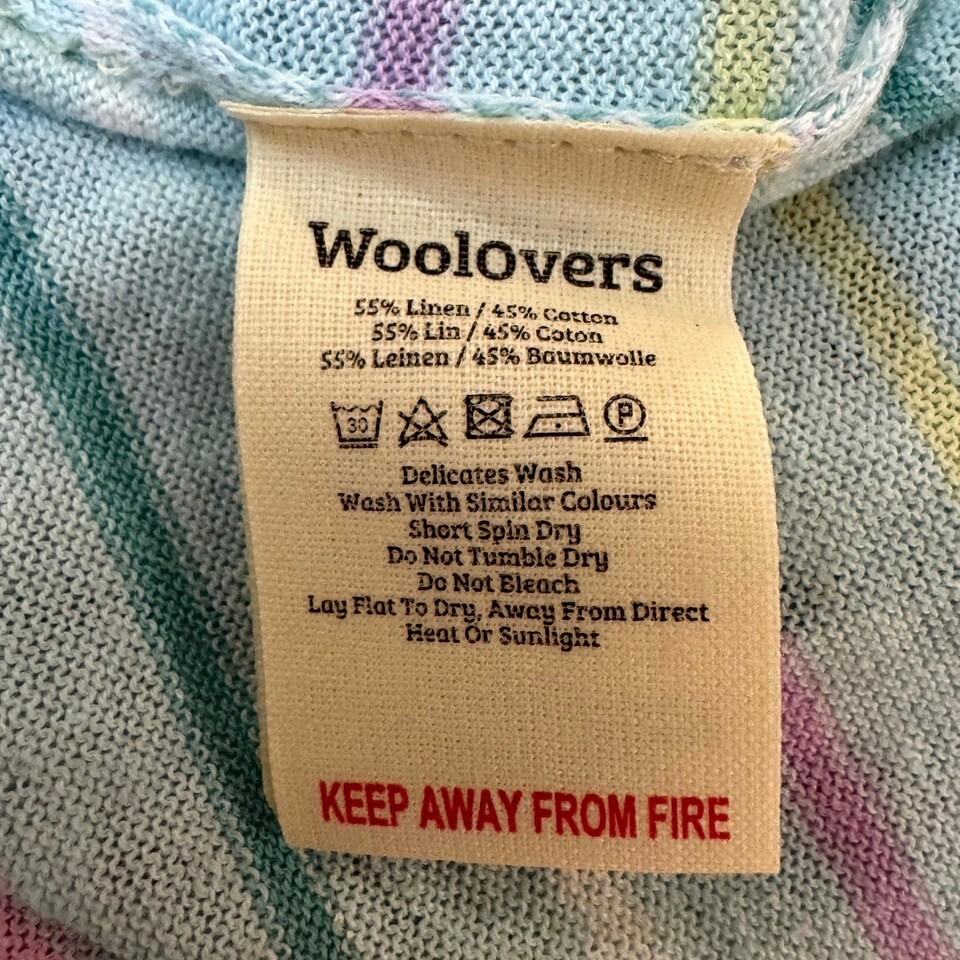 WoolOvers
55% Linen / 45% Cotton
55% Lin / 45% Coton
55% Leinen / 45% Baumwolle
30 P
Delicates Wash
Wash With Similar Colours
Short Spin Dry
Do Not Tumble Dry
Do Not Bleach
Lay Flat To Dry, Away From Direct
Heat Or Sunlight
KEEP AWAY FROM FIRE